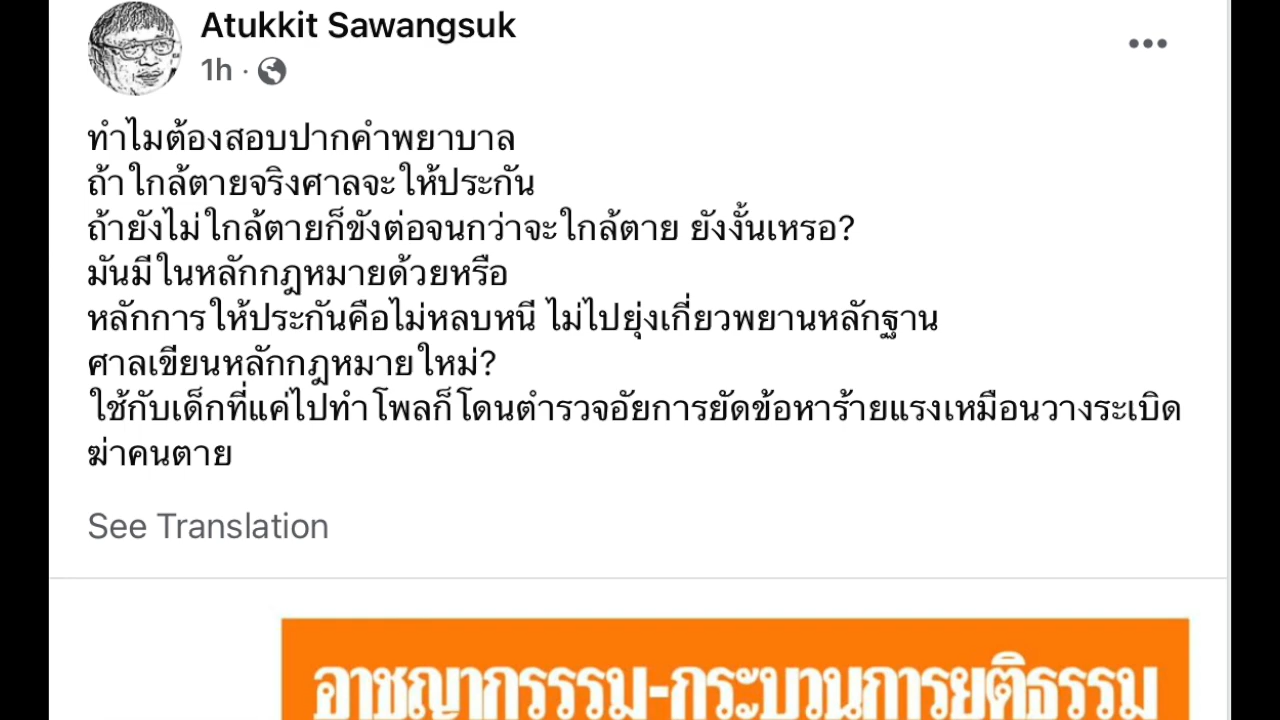 Atukkit Sawangsuk
1h ·
ทำไมต้องสอบปากคำพยาบาล
ถ้าใกล้ตายจริงศาลจะให้ประกัน
ถ้ายังไม่ใกล้ตายก็ขังต่อจนกว่าจะใกล้ตาย ยังงั้นเหรอ?
มันมีในหลักกฎหมายด้วยหรือ
หลักการให้ประกันคือไม่หลบหนี ไม่ไปยุ่งเกี่ยวพยานหลักฐาน
ศาลเขียนหลักกฎหมายใหม่?
ใช้กับเด็กที่แค่ไปทำโพลก็โดนตำรวจอัยการยัดข้อหาร้ายแรงเหมือนวางระเบิด
ฆ่าคนตาย
See Translation
อาชญากรรรม-กระบวนการยุติธรรม